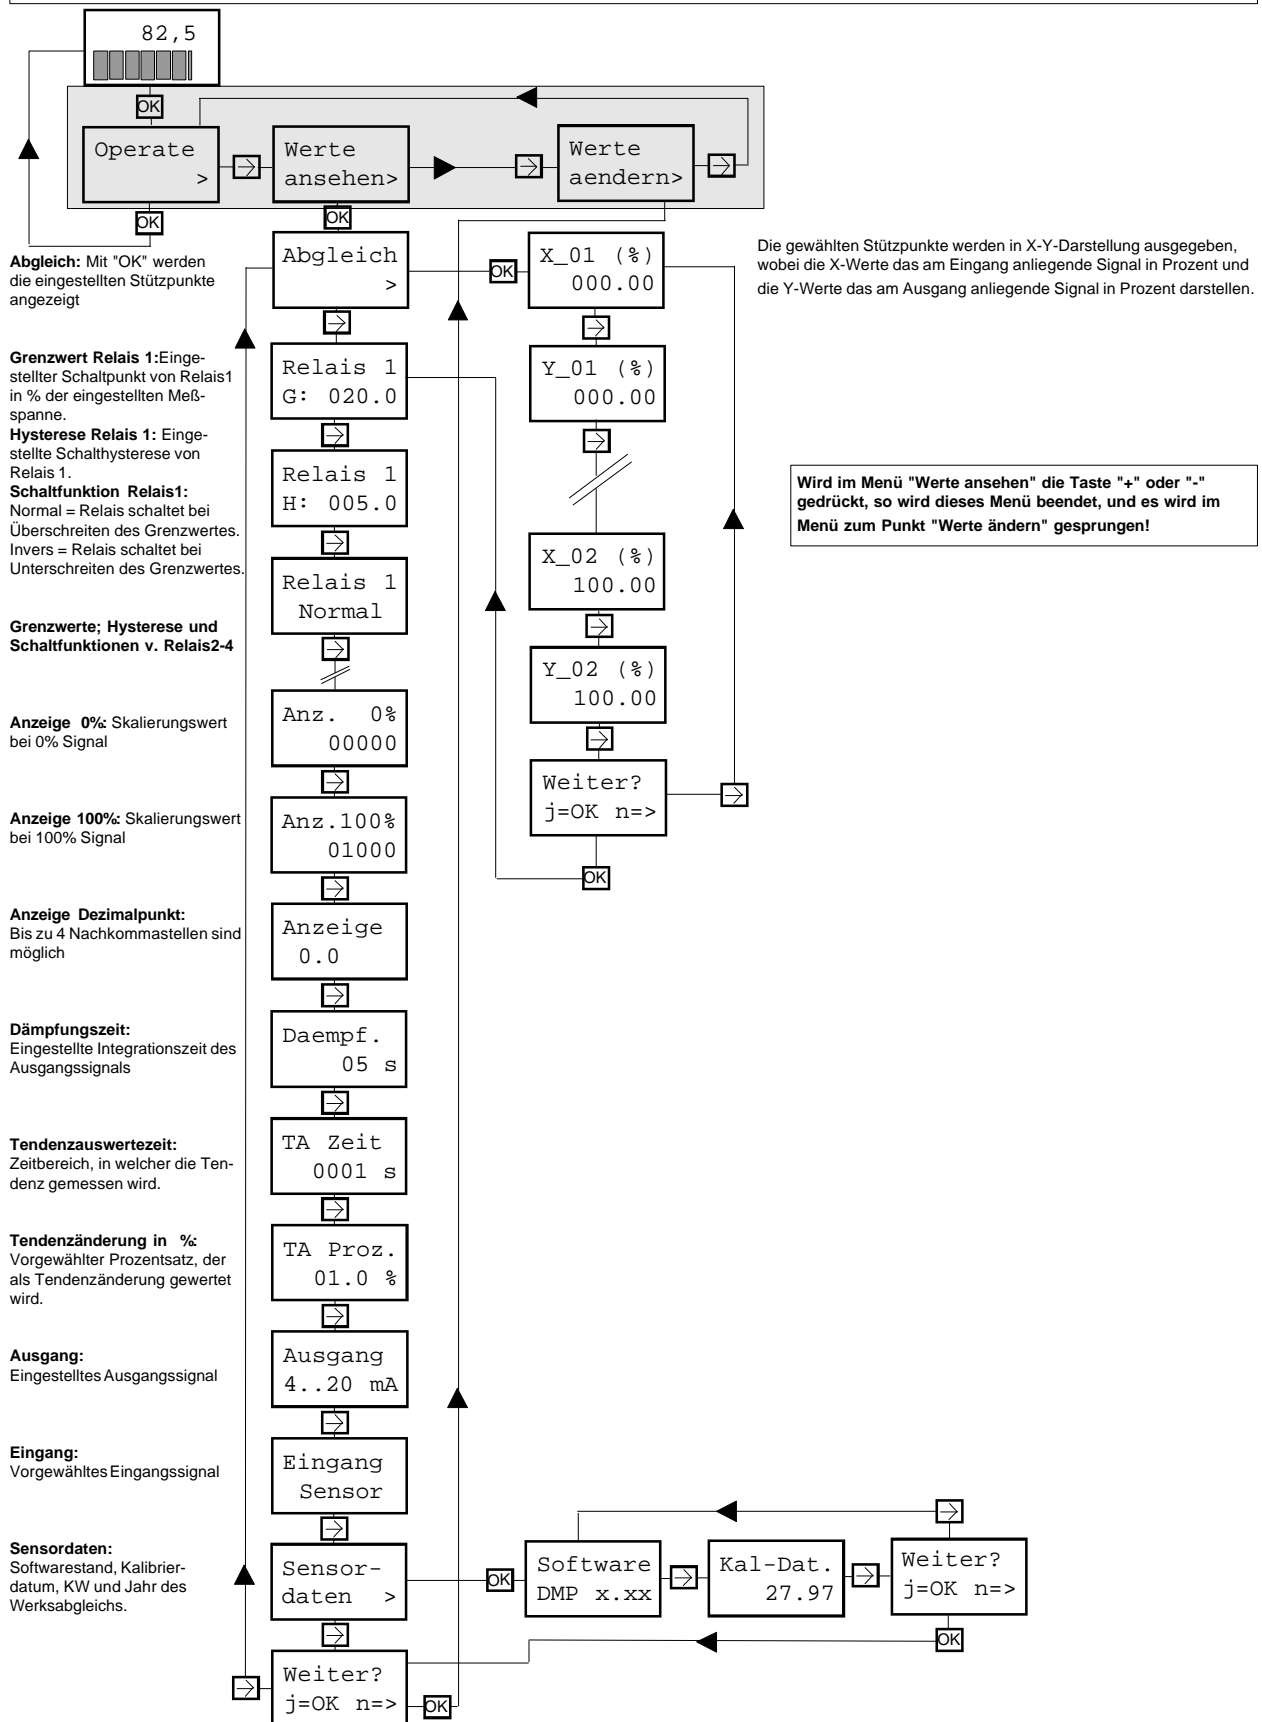 82,5
OK
Operate
>
Werte
ansehen>
Werte
aendern>
OK
OK
Abgleich: Mit "OK" werden
die eingestellten Stützpunkte
angezeigt
Abgleich
>
OK
X_01 (%)
000.00
Die gewählten Stützpunkte werden in X-Y-Darstellung ausgegeben,
wobei die X-Werte das am Eingang anliegende Signal in Prozent und
die Y-Werte das am Ausgang anliegende Signal in Prozent darstellen.
Grenzwert Relais 1:Einge-
stellter Schaltpunkt von Relais1
in % der eingestellten Meß-
spanne.
Relais 1
G: 020.0
Y_01 (%)
000.00
Hysterese Relais 1: Einge-
stellte Schalthysterese von
Relais 1.
Relais 1
H: 005.0
Schaltfunktion Relais1:
Normal = Relais schaltet bei
Überschreiten des Grenzwertes.
Invers = Relais schaltet bei
Unterschreiten des Grenzwertes.
Wird im Menü "Werte ansehen" die Taste "+" oder "-"
gedrückt, so wird dieses Menü beendet, und es wird im
Menü zum Punkt "Werte ändern" gesprungen!
Relais 1
Normal
X_02 (%)
100.00
Grenzwerte; Hysterese und
Schaltfunktionen v. Relais2-4
Y_02 (%)
100.00
Anzeige 0%: Skalierungswert
bei 0% Signal
Anz. 0%
00000
Weiter?
j=OK n=>
OK
Anzeige 100%: Skalierungswert
bei 100% Signal
Anz.100%
01000
Anzeige Dezimalpunkt:
Bis zu 4 Nachkommastellen sind
möglich
Anzeige
0.0
Dämpfungszeit:
Eingestellte Integrationszeit des
Ausgangssignals
Daempf.
05 s
Tendenzauswertezeit:
Zeitbereich, in welcher die Ten-
denz gemessen wird.
TA Zeit
0001 s
Tendenzänderung in %:
Vorgewählter Prozentsatz, der
als Tendenzänderung gewertet
wird.
TA Proz.
01.0 %
Ausgang:
Eingestelltes Ausgangssignal
Ausgang
4..20 mA
Eingang:
Vorgewähltes Eingangssignal
Eingang
Sensor
Sensordaten:
Softwarestand, Kalibrier-
datum, KW und Jahr des
Werksabgleichs.
Sensor-
daten >
OK
Software
DMP x.xx
Kal-Dat.
27.97
Weiter?
j=OK n=>
OK
Weiter?
j=OK n=>
OK